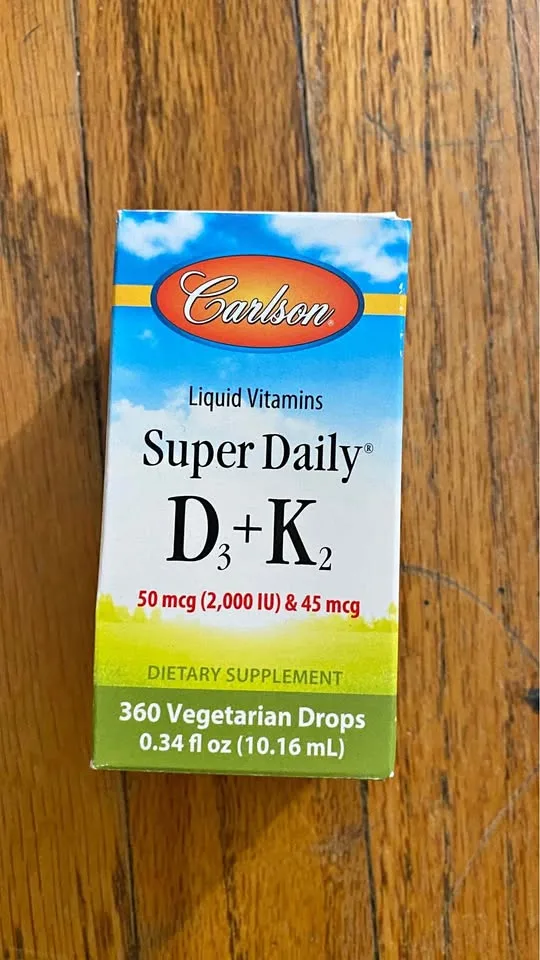 Carlson®
Liquid Vitamins
Super Daily®
D₃+K₂
50 mcg (2,000 IU) & 45 mcg
DIETARY SUPPLEMENT
360 Vegetarian Drops
0.34 fl oz (10.16 mL)